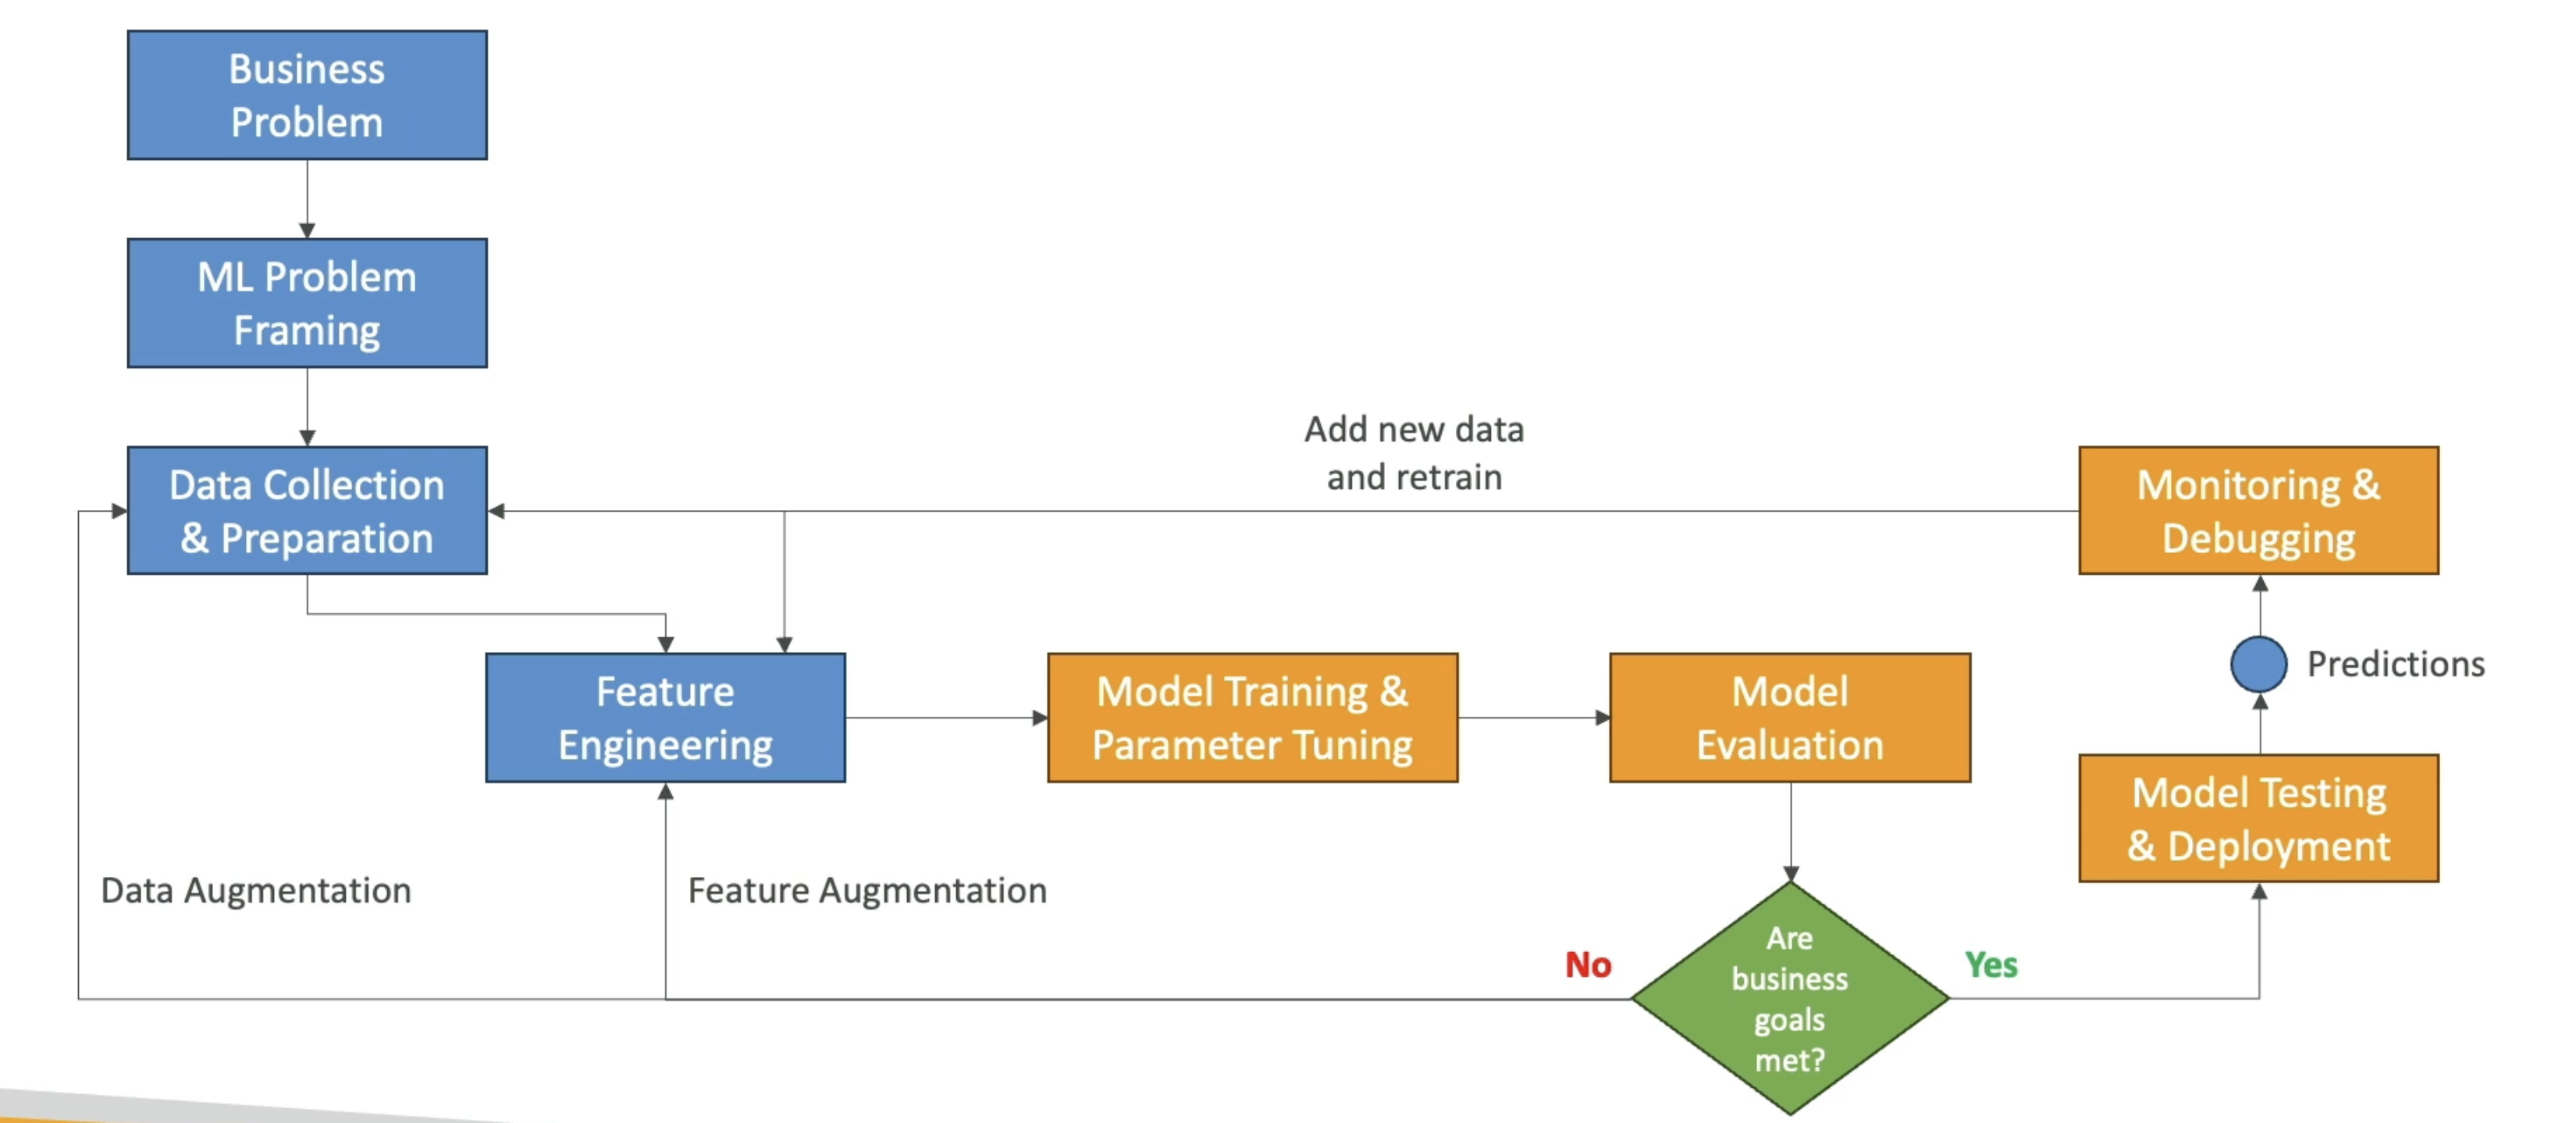 Business
Problem
ML Problem
Framing
Add new data
and retrain
Data Collection
& Preparation
Monitoring &
Debugging
Predictions
Feature
Engineering
Model Training &
Parameter Tuning
Model
Evaluation
Model Testing
& Deployment
Data Augmentation
Feature Augmentation
No
Are
business
goals
met?
Yes